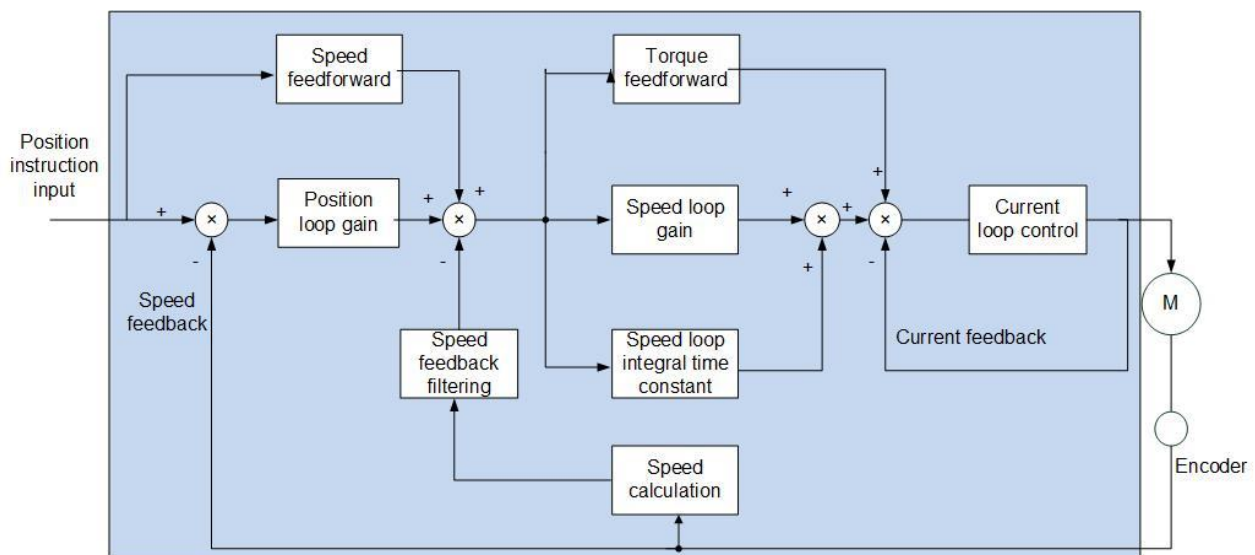 Speed
feedforward
Torque
feedforward
Position
instruction
input
+
×
-
Position
loop gain
+
+
×
-
Speed loop
gain
+
×
+
+
+
×
-
Current
loop control
Speed
feedback
M
Speed
feedback
filtering
Speed loop
integral time
constant
Current feedback
Speed
calculation
Encoder